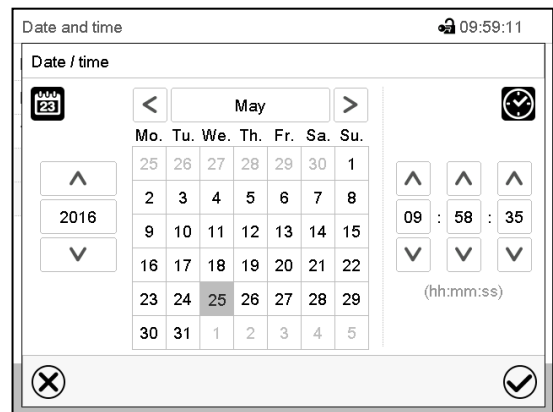 Date and time 09:59:11
Date / time
23
< May >
Mo. Tu. We. Th. Fr. Sa. Su.
25 26 27 28 29 30 1
2 3 4 5 6 7 8
9 10 11 12 13 14 15
16 17 18 19 20 21 22
23 24 25 26 27 28 29
30 31 1 2 3 4 5
2016
09 : 58 : 35
(hh:mm:ss)